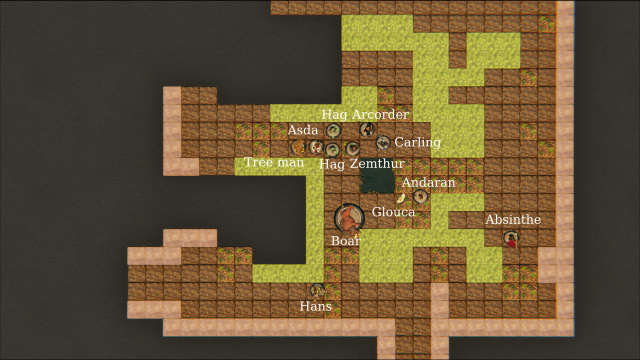 Hag Arcorder
Asda
Carling
Tree man
Hag Zemthur
Andaran
Glouca
Absinthe
Boar
Hans